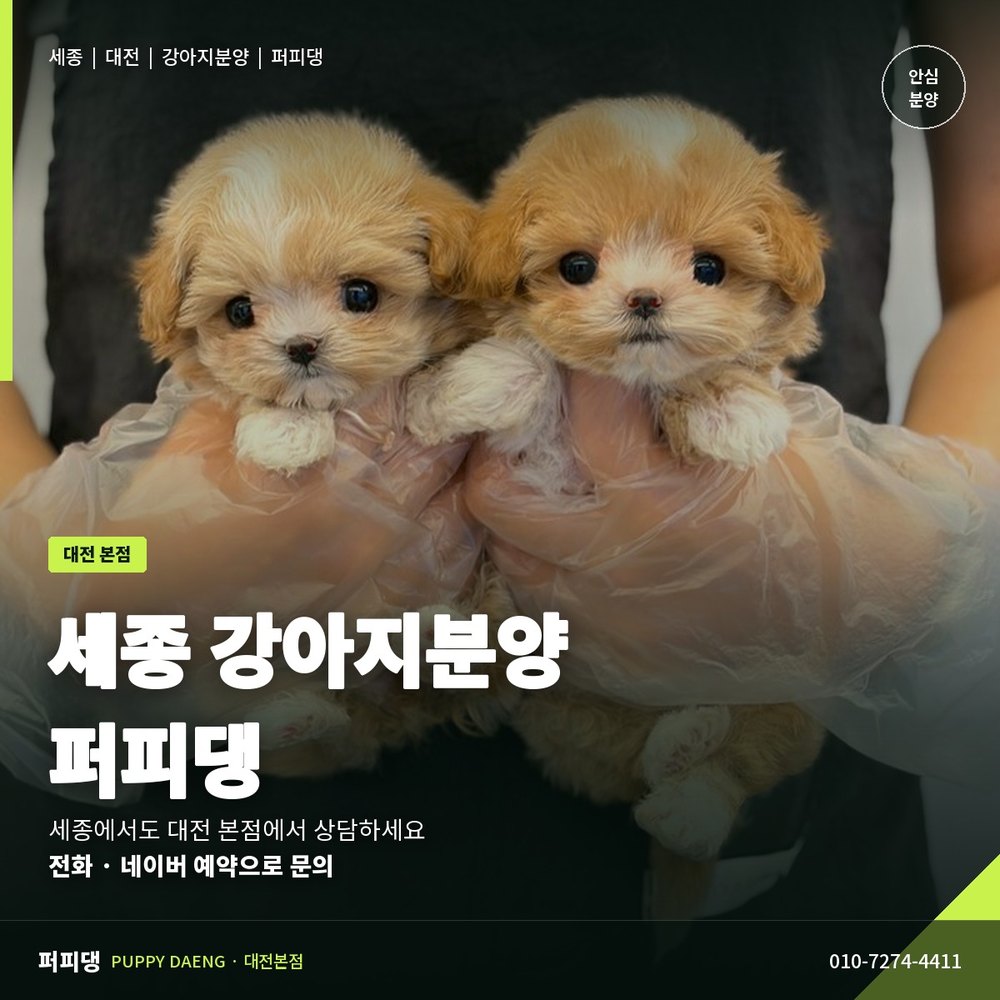 세종 | 대전 | 강아지분양 | 퍼피댕
안심
분양
대전 본점
세종 강아지분양
퍼피댕
세종에서도 대전 본점에서 상담하세요
전화 · 네이버 예약으로 문의
퍼피댕 PUPPY DAENG · 대전본점
010-7274-4411